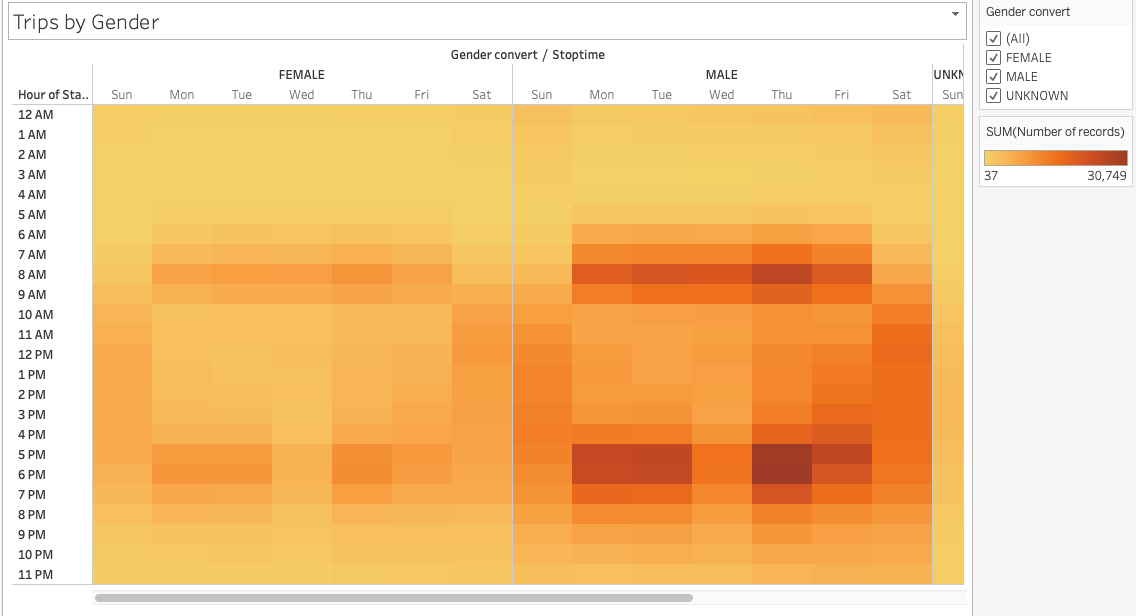 Trips by Gender
Gender convert / Stoptime
FEMALE MALE UNKN
Hour of Sta.. Sun Mon Tue Wed Thu Fri Sat Sun Mon Tue Wed Thu Fri Sat Sun
12 AM
1 AM
2 AM
3 AM
4 AM
5 AM
6 AM
7 AM
8 AM
9 AM
10 AM
11 AM
12 PM
1 PM
2 PM
3 PM
4 PM
5 PM
6 PM
7 PM
8 PM
9 PM
10 PM
11 PM
Gender convert
(All)
FEMALE
MALE
UNKNOWN
SUM(Number of records)
37 30,749